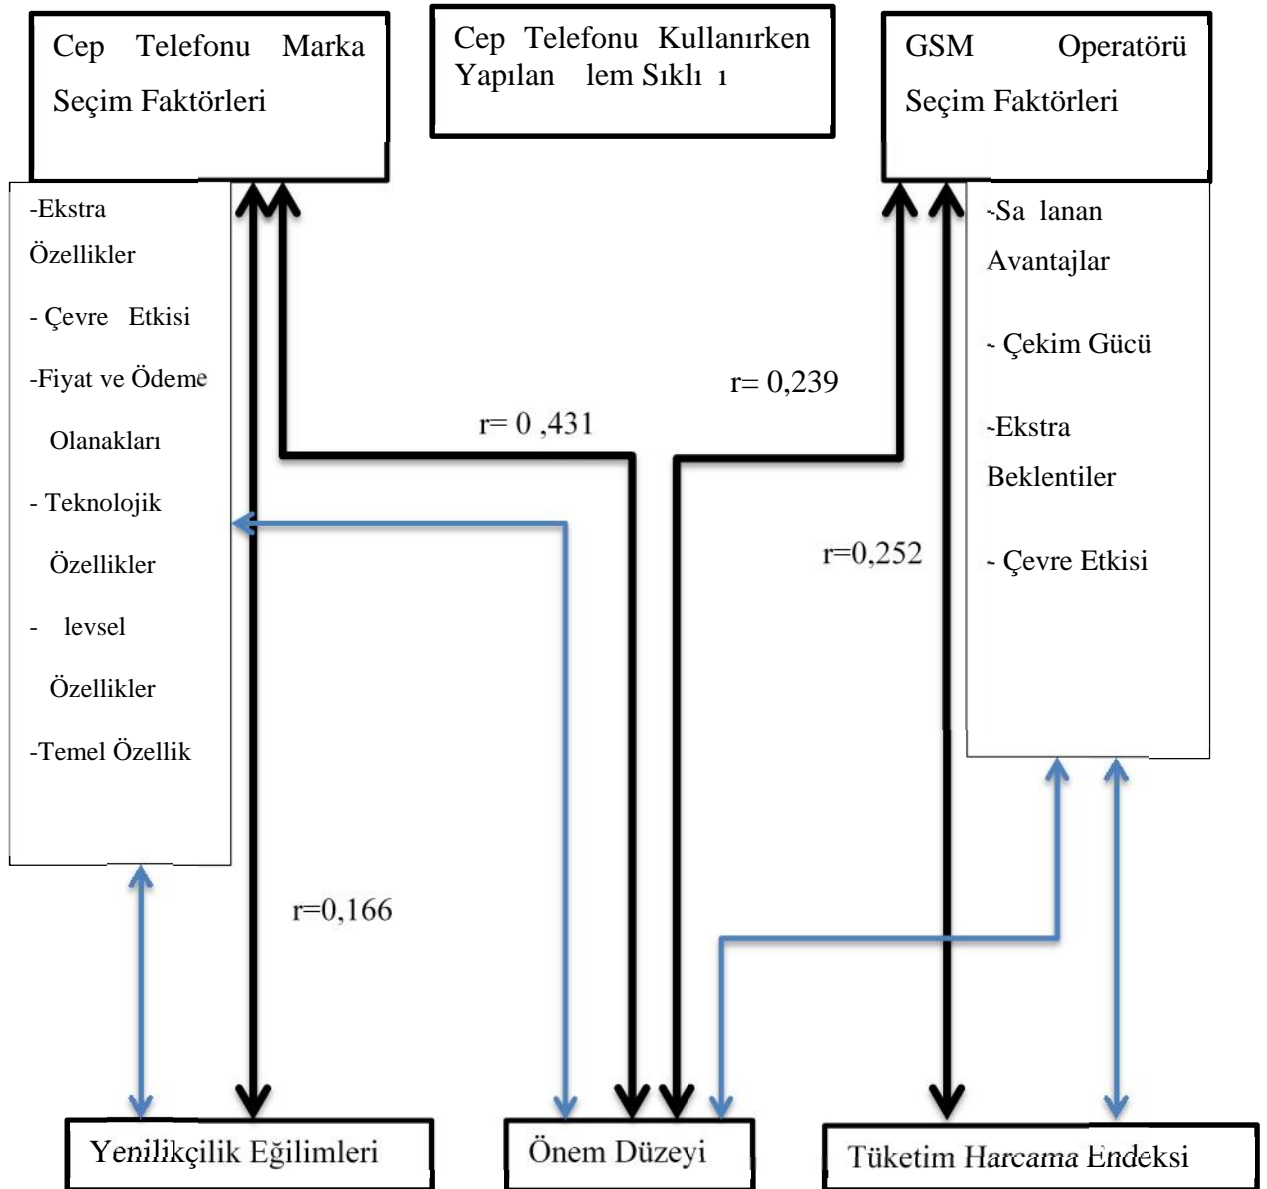 Cep Telefonu Marka
Seçim Faktörleri
Cep Telefonu Kullanırken
Yapılan lem Sıklı ı
GSM Operatörü
Seçim Faktörleri
-Ekstra
Özellikler
- Çevre Etkisi
-Fiyat ve Ödeme
Olanakları
- Teknolojik
Özellikler
- levsel
Özellikler
-Temel Özellik
-Sa lanan
Avantajlar
- Çekim Gücü
-Ekstra
Beklentiler
- Çevre Etkisi
r= 0,239
r= 0 ,431
r=0,252
r=0,166
Yenilikçilik Eğilimleri
Önem Düzeyi
Tüketim Harcama Endeksi